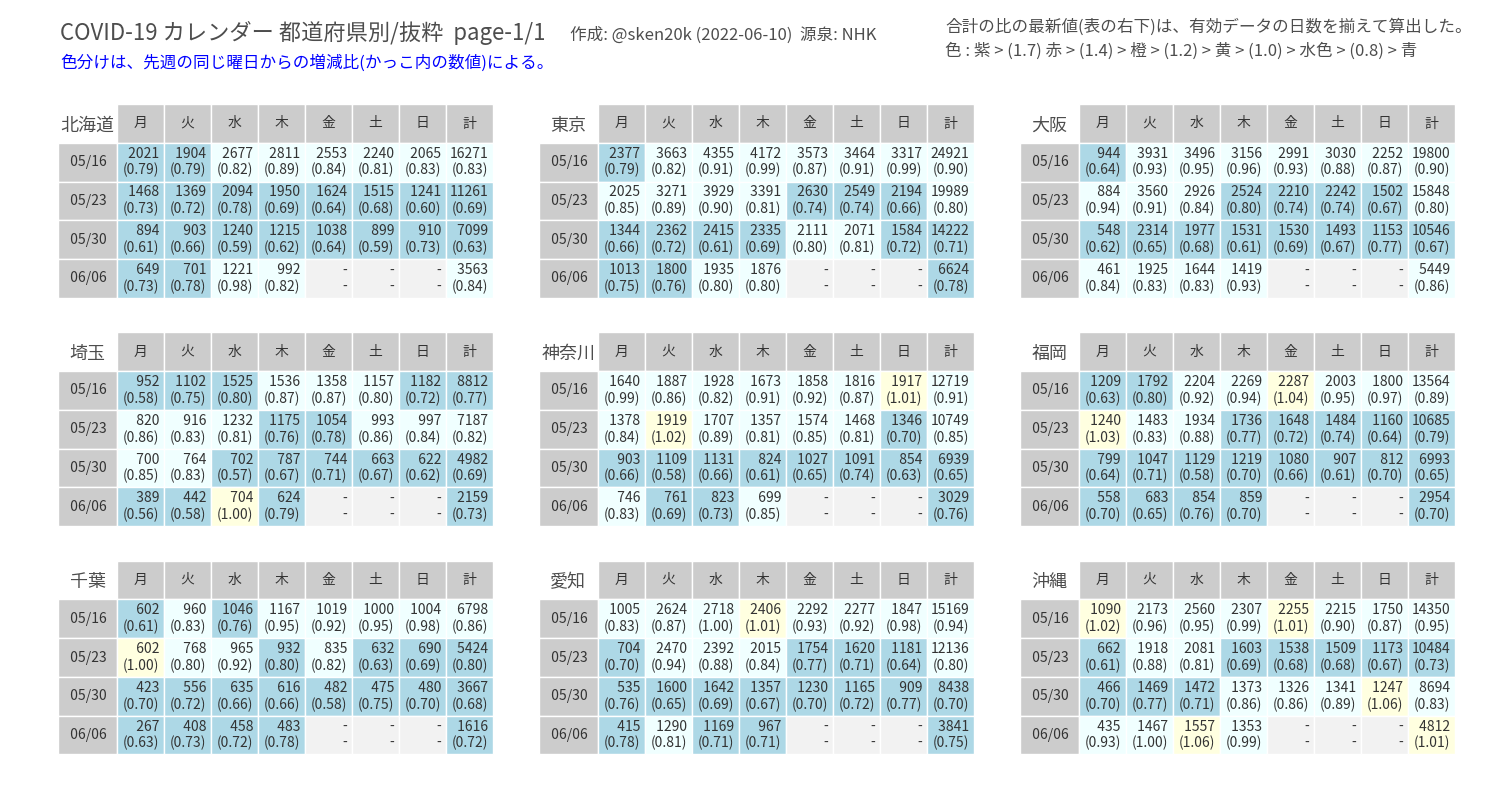 COVID-19 カレンダー 都道府県別/抜粋 page-1/1 作成: @sken20k (2022-06-10) 源泉: NHK
合計の比の最新値(表の右下)は、有効データの日数を揃えて算出した。
色分けは、先週の同じ曜日からの増減比(かっこ内の数値)による。
色 : 紫 > (1.7) 赤 > (1.4) > 橙 > (1.2) > 黄 > (1.0) > 水色 > (0.8) > 青
北海道 月 火 水 木 金 土 日 計
05/16 2021 1904 2677 2811 2553 2240 2065 16271
(0.79) (0.79) (0.82) (0.89) (0.84) (0.81) (0.83) (0.83)
05/23 1468 1369 2094 1950 1624 1515 1241 11261
(0.73) (0.72) (0.78) (0.69) (0.64) (0.68) (0.60) (0.69)
05/30 894 903 1240 1215 1038 899 910 7099
(0.61) (0.66) (0.59) (0.62) (0.64) (0.59) (0.73) (0.63)
06/06 649 701 1221 992 - - - 3563
(0.73) (0.78) (0.98) (0.82) - - - (0.84)
東京 月 火 水 木 金 土 日 計
05/16 2377 3663 4355 4172 3573 3464 3317 24921
(0.79) (0.82) (0.91) (0.99) (0.87) (0.91) (0.99) (0.90)
05/23 2025 3271 3929 3391 2630 2549 2194 19989
(0.85) (0.89) (0.90) (0.81) (0.74) (0.74) (0.66) (0.80)
05/30 1344 2362 2415 2335 2111 2071 1584 14222
(0.66) (0.72) (0.61) (0.69) (0.80) (0.81) (0.72) (0.71)
06/06 1013 1800 1935 1876 - - - 6624
(0.75) (0.76) (0.80) (0.80) - - - (0.78)
大阪 月 火 水 木 金 土 日 計
05/16 944 3931 3496 3156 2991 3030 2252 19800
(0.64) (0.93) (0.95) (0.96) (0.93) (0.88) (0.87) (0.90)
05/23 884 3560 2926 2524 2210 2242 1502 15848
(0.94) (0.91) (0.84) (0.80) (0.74) (0.74) (0.67) (0.80)
05/30 548 2314 1977 1531 1530 1493 1153 10546
(0.62) (0.65) (0.68) (0.61) (0.69) (0.67) (0.77) (0.67)
06/06 461 1925 1644 1419 - - - 5449
(0.84) (0.83) (0.83) (0.93) - - - (0.86)
埼玉 月 火 水 木 金 土 日 計
05/16 952 1102 1525 1536 1358 1157 1182 8812
(0.58) (0.75) (0.80) (0.87) (0.87) (0.80) (0.72) (0.77)
05/23 820 916 1232 1175 1054 993 997 7187
(0.86) (0.83) (0.81) (0.76) (0.78) (0.86) (0.84) (0.82)
05/30 700 764 702 787 744 663 622 4982
(0.85) (0.83) (0.57) (0.67) (0.71) (0.67) (0.62) (0.69)
06/06 389 442 704 624 - - - 2159
(0.56) (0.58) (1.00) (0.79) - - - (0.73)
神奈川 月 火 水 木 金 土 日 計
05/16 1640 1887 1928 1673 1858 1816 1917 12719
(0.99) (0.86) (0.82) (0.91) (0.92) (0.87) (1.01) (0.91)
05/23 1378 1919 1707 1357 1574 1468 1346 10749
(0.84) (1.02) (0.89) (0.81) (0.85) (0.81) (0.70) (0.85)
05/30 903 1109 1131 824 1027 1091 854 6939
(0.66) (0.58) (0.66) (0.61) (0.65) (0.74) (0.63) (0.65)
06/06 746 761 823 699 - - - 3029
(0.83) (0.69) (0.73) (0.85) - - - (0.76)
福岡 月 火 水 木 金 土 日 計
05/16 1209 1792 2204 2269 2287 2003 1800 13564
(0.63) (0.80) (0.92) (0.94) (1.04) (0.95) (0.97) (0.89)
05/23 1240 1483 1934 1736 1648 1484 1160 10685
(1.03) (0.83) (0.88) (0.77) (0.72) (0.74) (0.64) (0.79)
05/30 799 1047 1129 1219 1080 907 812 6993
(0.64) (0.71) (0.58) (0.70) (0.66) (0.61) (0.70) (0.65)
06/06 558 683 854 859 - - - 2954
(0.70) (0.65) (0.76) (0.70) - - - (0.70)
千葉 月 火 水 木 金 土 日 計
05/16 602 960 1046 1167 1019 1000 1004 6798
(0.61) (0.83) (0.76) (0.95) (0.92) (0.95) (0.98) (0.86)
05/23 602 768 965 932 835 632 690 5424
(1.00) (0.80) (0.92) (0.80) (0.82) (0.63) (0.69) (0.80)
05/30 423 556 635 616 482 475 480 3667
(0.70) (0.72) (0.66) (0.66) (0.58) (0.75) (0.70) (0.68)
06/06 267 408 458 483 - - - 1616
(0.63) (0.73) (0.72) (0.78) - - - (0.72)
愛知 月 火 水 木 金 土 日 計
05/16 1005 2624 2718 2406 2292 2277 1847 15169
(0.83) (0.87) (1.00) (1.01) (0.93) (0.92) (0.98) (0.94)
05/23 704 2470 2392 2015 1754 1620 1181 12136
(0.70) (0.94) (0.88) (0.84) (0.77) (0.71) (0.64) (0.80)
05/30 535 1600 1642 1357 1230 1165 909 8438
(0.76) (0.65) (0.69) (0.67) (0.70) (0.72) (0.77) (0.70)
06/06 415 1290 1169 967 - - - 3841
(0.78) (0.81) (0.71) (0.71) - - - (0.75)
沖縄 月 火 水 木 金 土 日 計
05/16 1090 2173 2560 2307 2255 2215 1750 14350
(1.02) (0.96) (0.95) (0.99) (1.01) (0.90) (0.87) (0.95)
05/23 662 1918 2081 1603 1538 1509 1173 10484
(0.61) (0.88) (0.81) (0.69) (0.68) (0.68) (0.67) (0.73)
05/30 466 1469 1472 1373 1326 1341 1247 8694
(0.70) (0.77) (0.71) (0.86) (0.86) (0.89) (1.06) (0.83)
06/06 435 1467 1557 1353 - - - 4812
(0.93) (1.00) (1.06) (0.99) - - - (1.01)